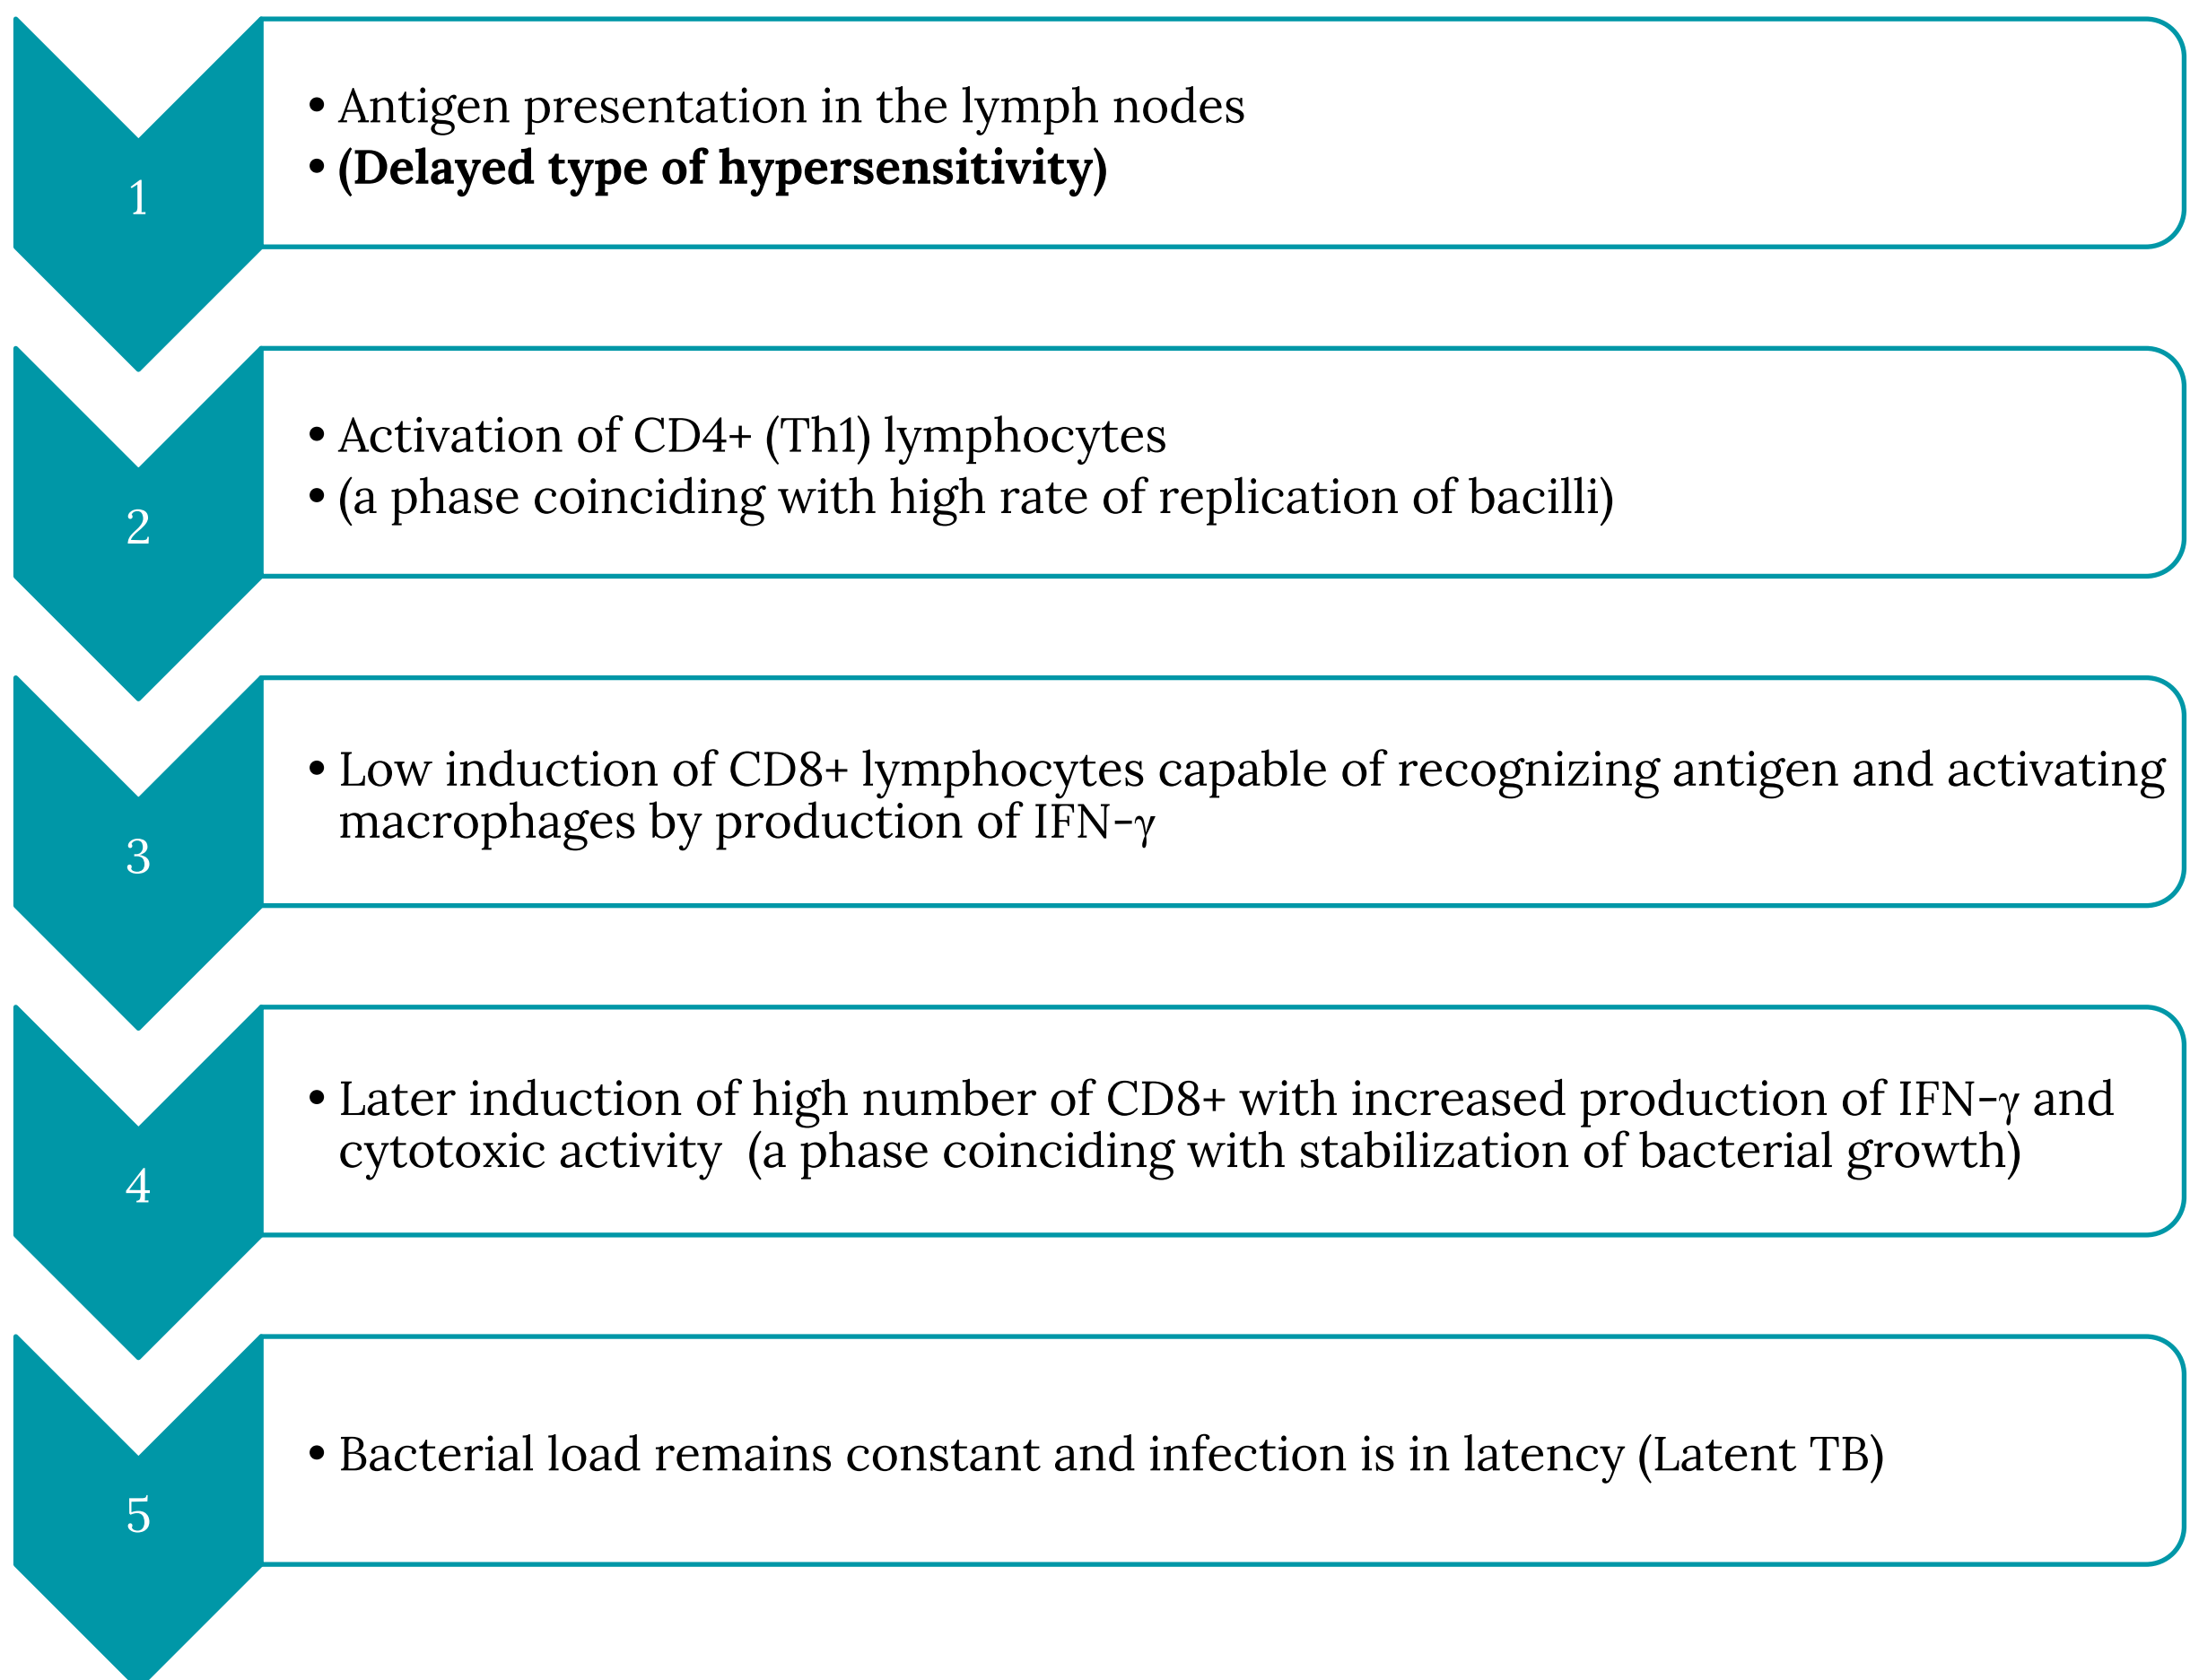 1
• Antigen presentation in the lymph nodes
• (Delayed type of hypersensitivity)
2
• Activation of CD4+ (Th1) lymphocytes
• (a phase coinciding with high rate of replication of bacilli)
3
• Low induction of CD8+ lymphocytes capable of recognizing antigen and activating
macrophages by production of IFN-γ
4
• Later induction of high number of CD8+ with increased production of IFN-γ and
cytotoxic activity (a phase coinciding with stabilization of bacterial growth)
5
• Bacterial load remains constant and infection is in latency (Latent TB)